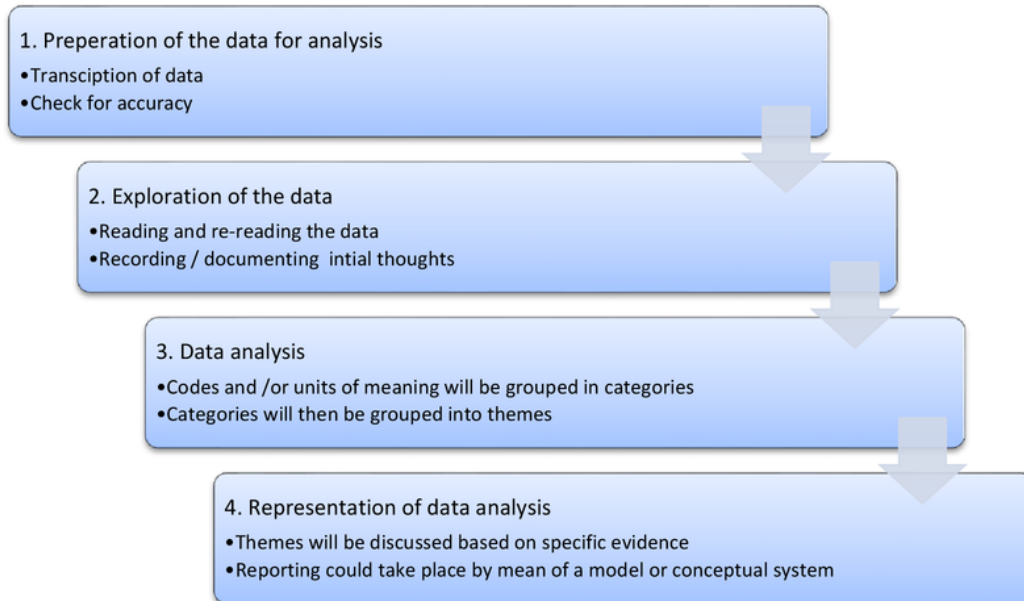 1. Preperation of the data for analysis
•Transciption of data
•Check for accuracy
2. Exploration of the data
•Reading and re-reading the data
•Recording / documenting  intial thoughts
3. Data analysis
•Codes and /or units of meaning will be grouped in categories
•Categories will then be grouped into themes
4. Representation of data analysis
•Themes will be discussed based on specific evidence
•Reporting could take place by mean of a model or conceptual system